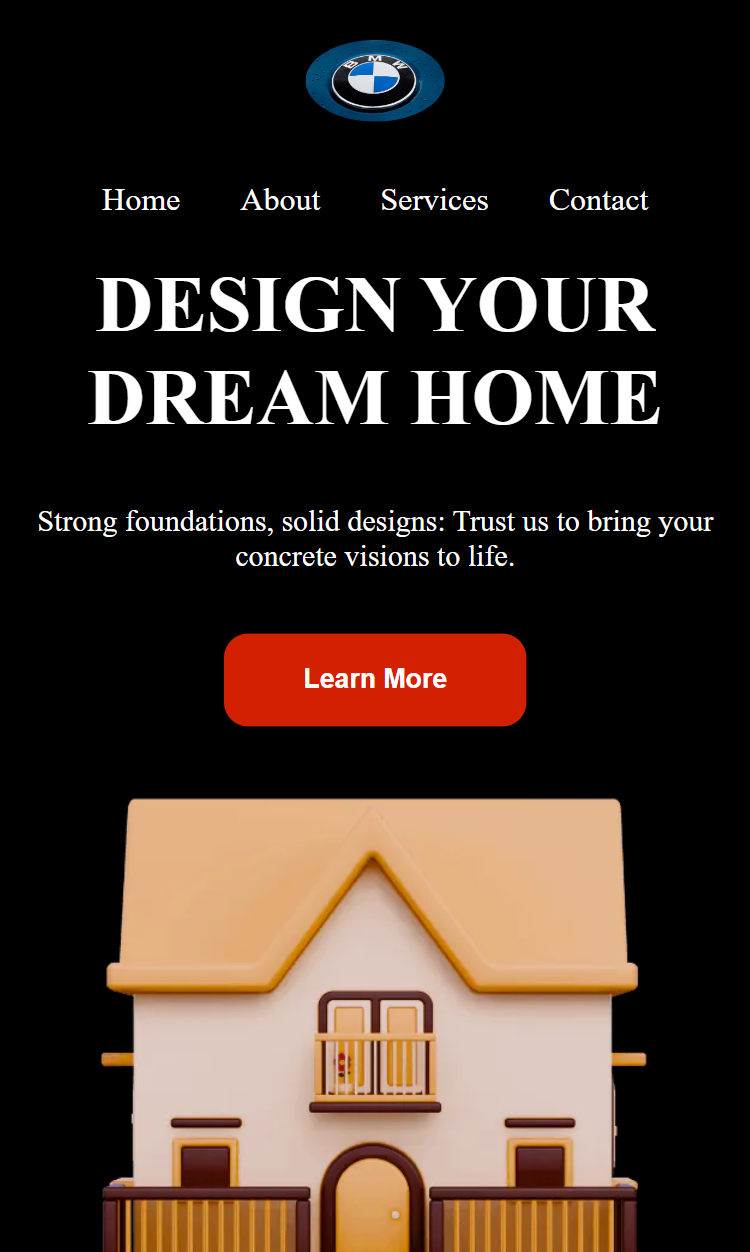 BMW
Home About Services Contact
DESIGN YOUR
DREAM HOME
Strong foundations, solid designs: Trust us to bring your
concrete visions to life.
Learn More